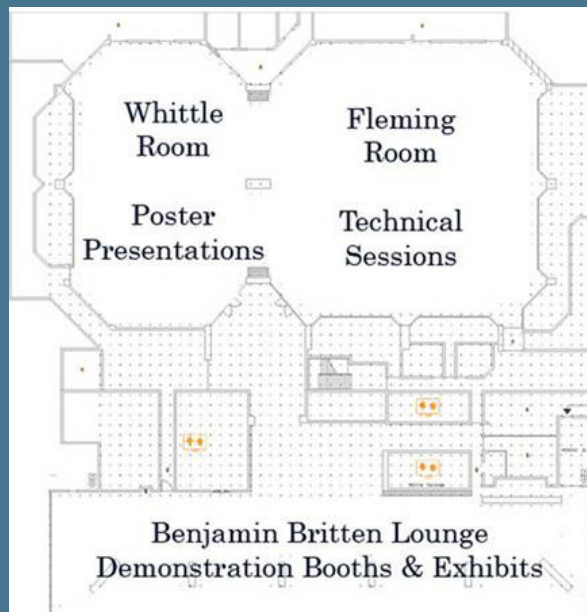 Whittle
Room
Fleming
Room
Poster
Presentations
Technical
Sessions
Benjamin Britten Lounge
Demonstration Booths & Exhibits